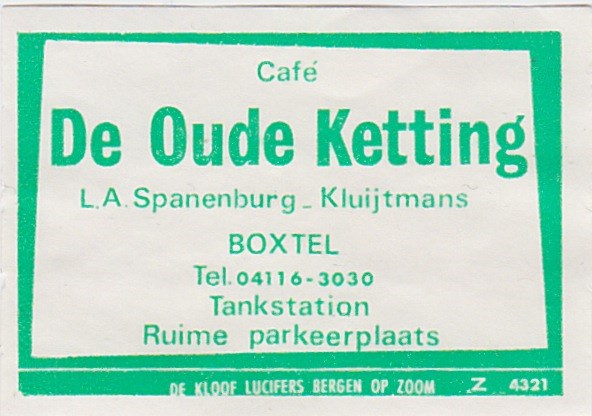 Café
De Oude Ketting
L.A. Spanenburg - Kluijtmans
BOXTEL
Tel. 04116-3030
Tankstation
Ruime parkeerplaats
DE KLOOF LUCIFERS BERGEN OP ZOOM Z 4321